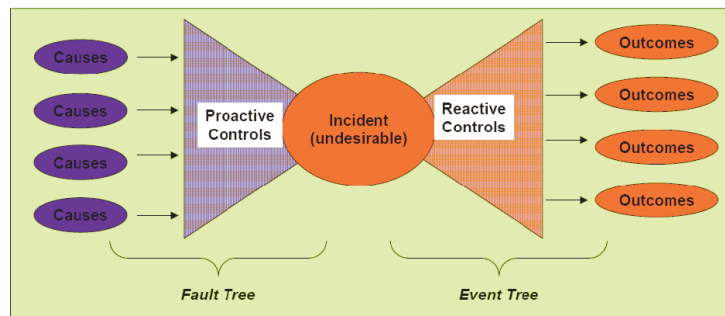 Causes
Causes
Causes
Causes
Proactive
Controls
Incident
(undesirable)
Reactive
Controls
Outcomes
Outcomes
Outcomes
Outcomes
Fault Tree
Event Tree